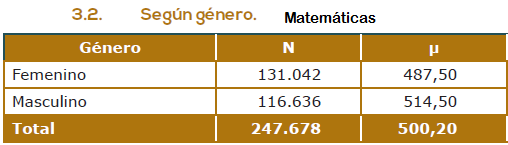 3.2. Según género. Matemáticas
Género N μ
Femenino 131.042 487,50
Masculino 116.636 514,50
Total 247.678 500,20